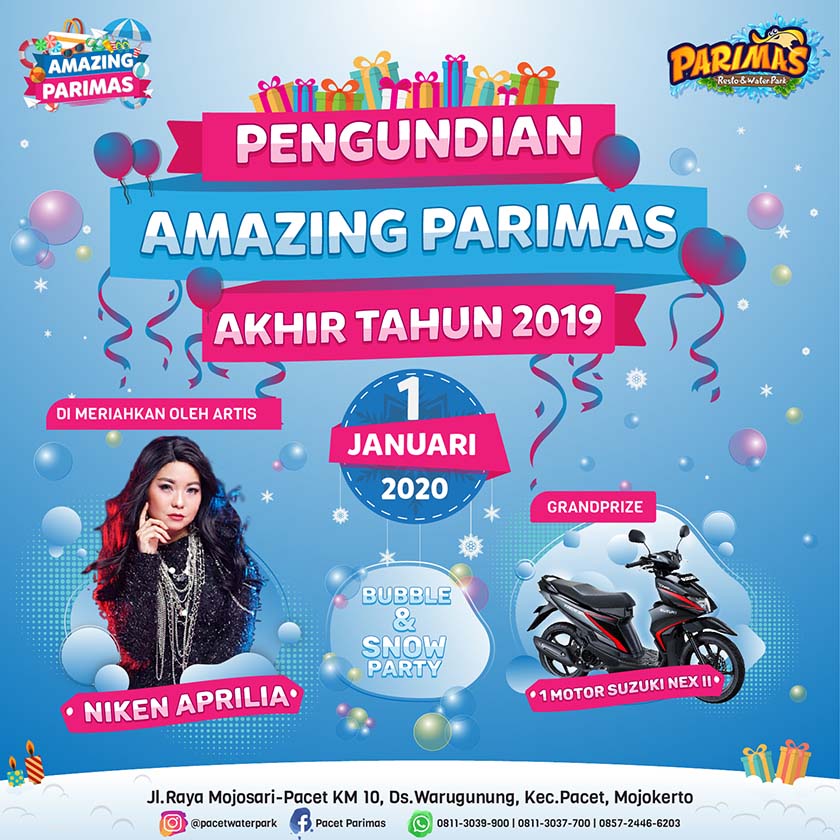 AMAZING
PARIMAS
PARIMAS
Resto & Water Park
PENGUNDIAN
AMAZING PARIMAS
AKHIR TAHUN 2019
DI MERIAHKAN OLEH ARTIS
1
JANUARI
2020
GRANDPRIZE
BUBBLE
&
SNOW
PARTY
SUZUKI
NIKEN APRILIA
1 MOTOR SUZUKI NEX II
Jl.Raya Mojosari-Pacet KM 10, Ds.Warugunung, Kec.Pacet, Mojokerto
@pacetwaterpark Pacet Parimas 0811-3039-900 | 0811-3037-700 | 0857-2446-6203